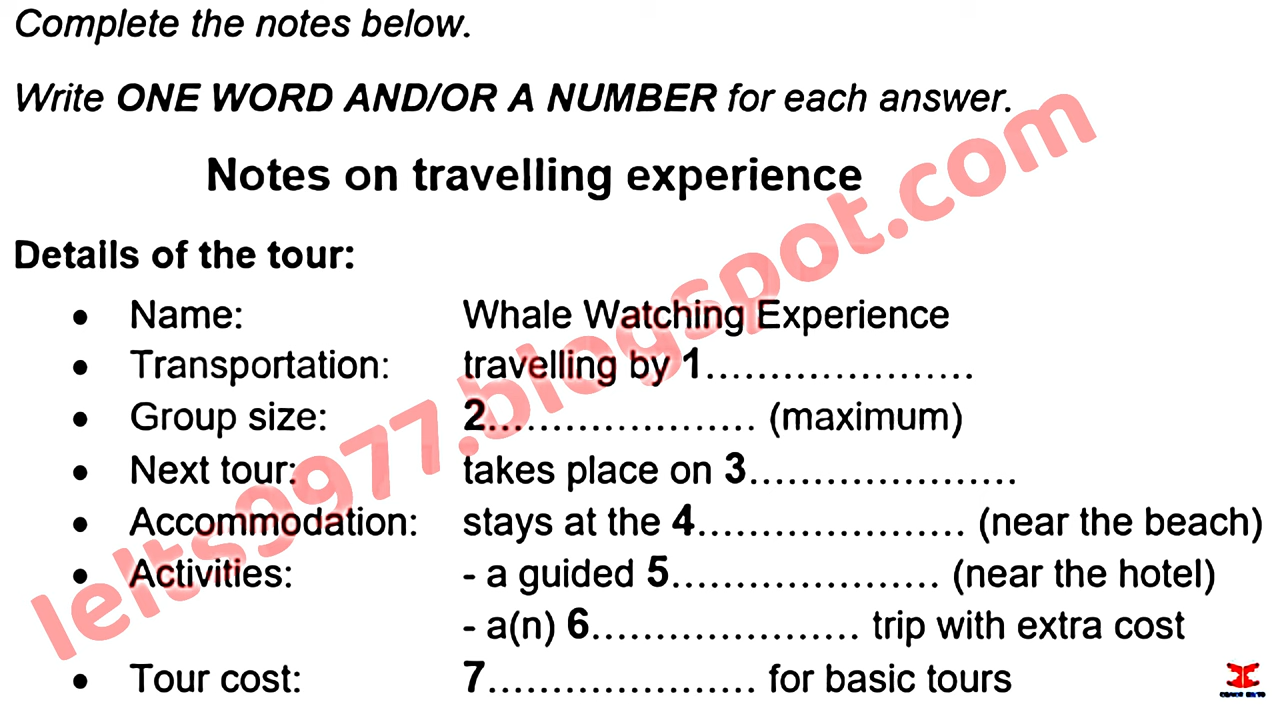 Complete the notes below.
Write ONE WORD AND/OR A NUMBER for each answer.
Notes on travelling experience
Details of the tour:
• Name: Whale Watching Experience
• Transportation: travelling by 1.....................
• Group size: 2..................... (maximum)
• Next tour: takes place on 3.....................
• Accommodation: stays at the 4..................... (near the beach)
• Activities: - a guided 5..................... (near the hotel)
- a(n) 6..................... trip with extra cost
• Tour cost: 7..................... for basic tours
Ielts9977.blogspot.com